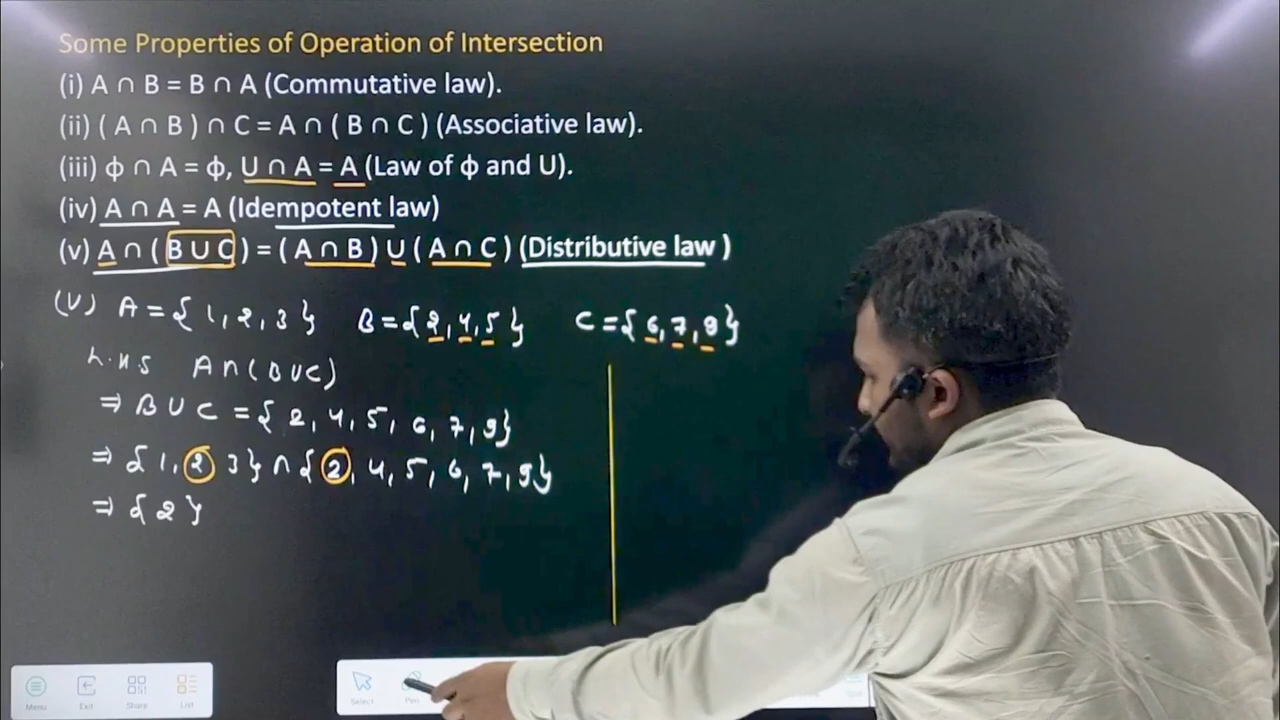 Some Properties of Operation of Intersection
(i) A ∩ B = B ∩ A (Commutative law).
(ii) ( A ∩ B ) ∩ C = A ∩ ( B ∩ C ) (Associative law).
(iii) ϕ ∩ A = ϕ, U ∩ A = A (Law of ϕ and U).
(iv) A ∩ A = A (Idempotent law)
(v) A ∩ ( B U C ) = ( A ∩ B ) U ( A ∩ C ) (Distributive law )
(v) A = { 1, 2, 3 } B = { 2, 4, 5 } C = { 6, 7, 9 }
L.H.S A ∩ ( B U C )
⇒ B U C = { 2, 4, 5, 6, 7, 9 }
⇒ { 1, 2 3 } ∩ { 2, 4, 5, 6, 7, 9 }
⇒ { 2 }
Menu Exit Share List Select Pen